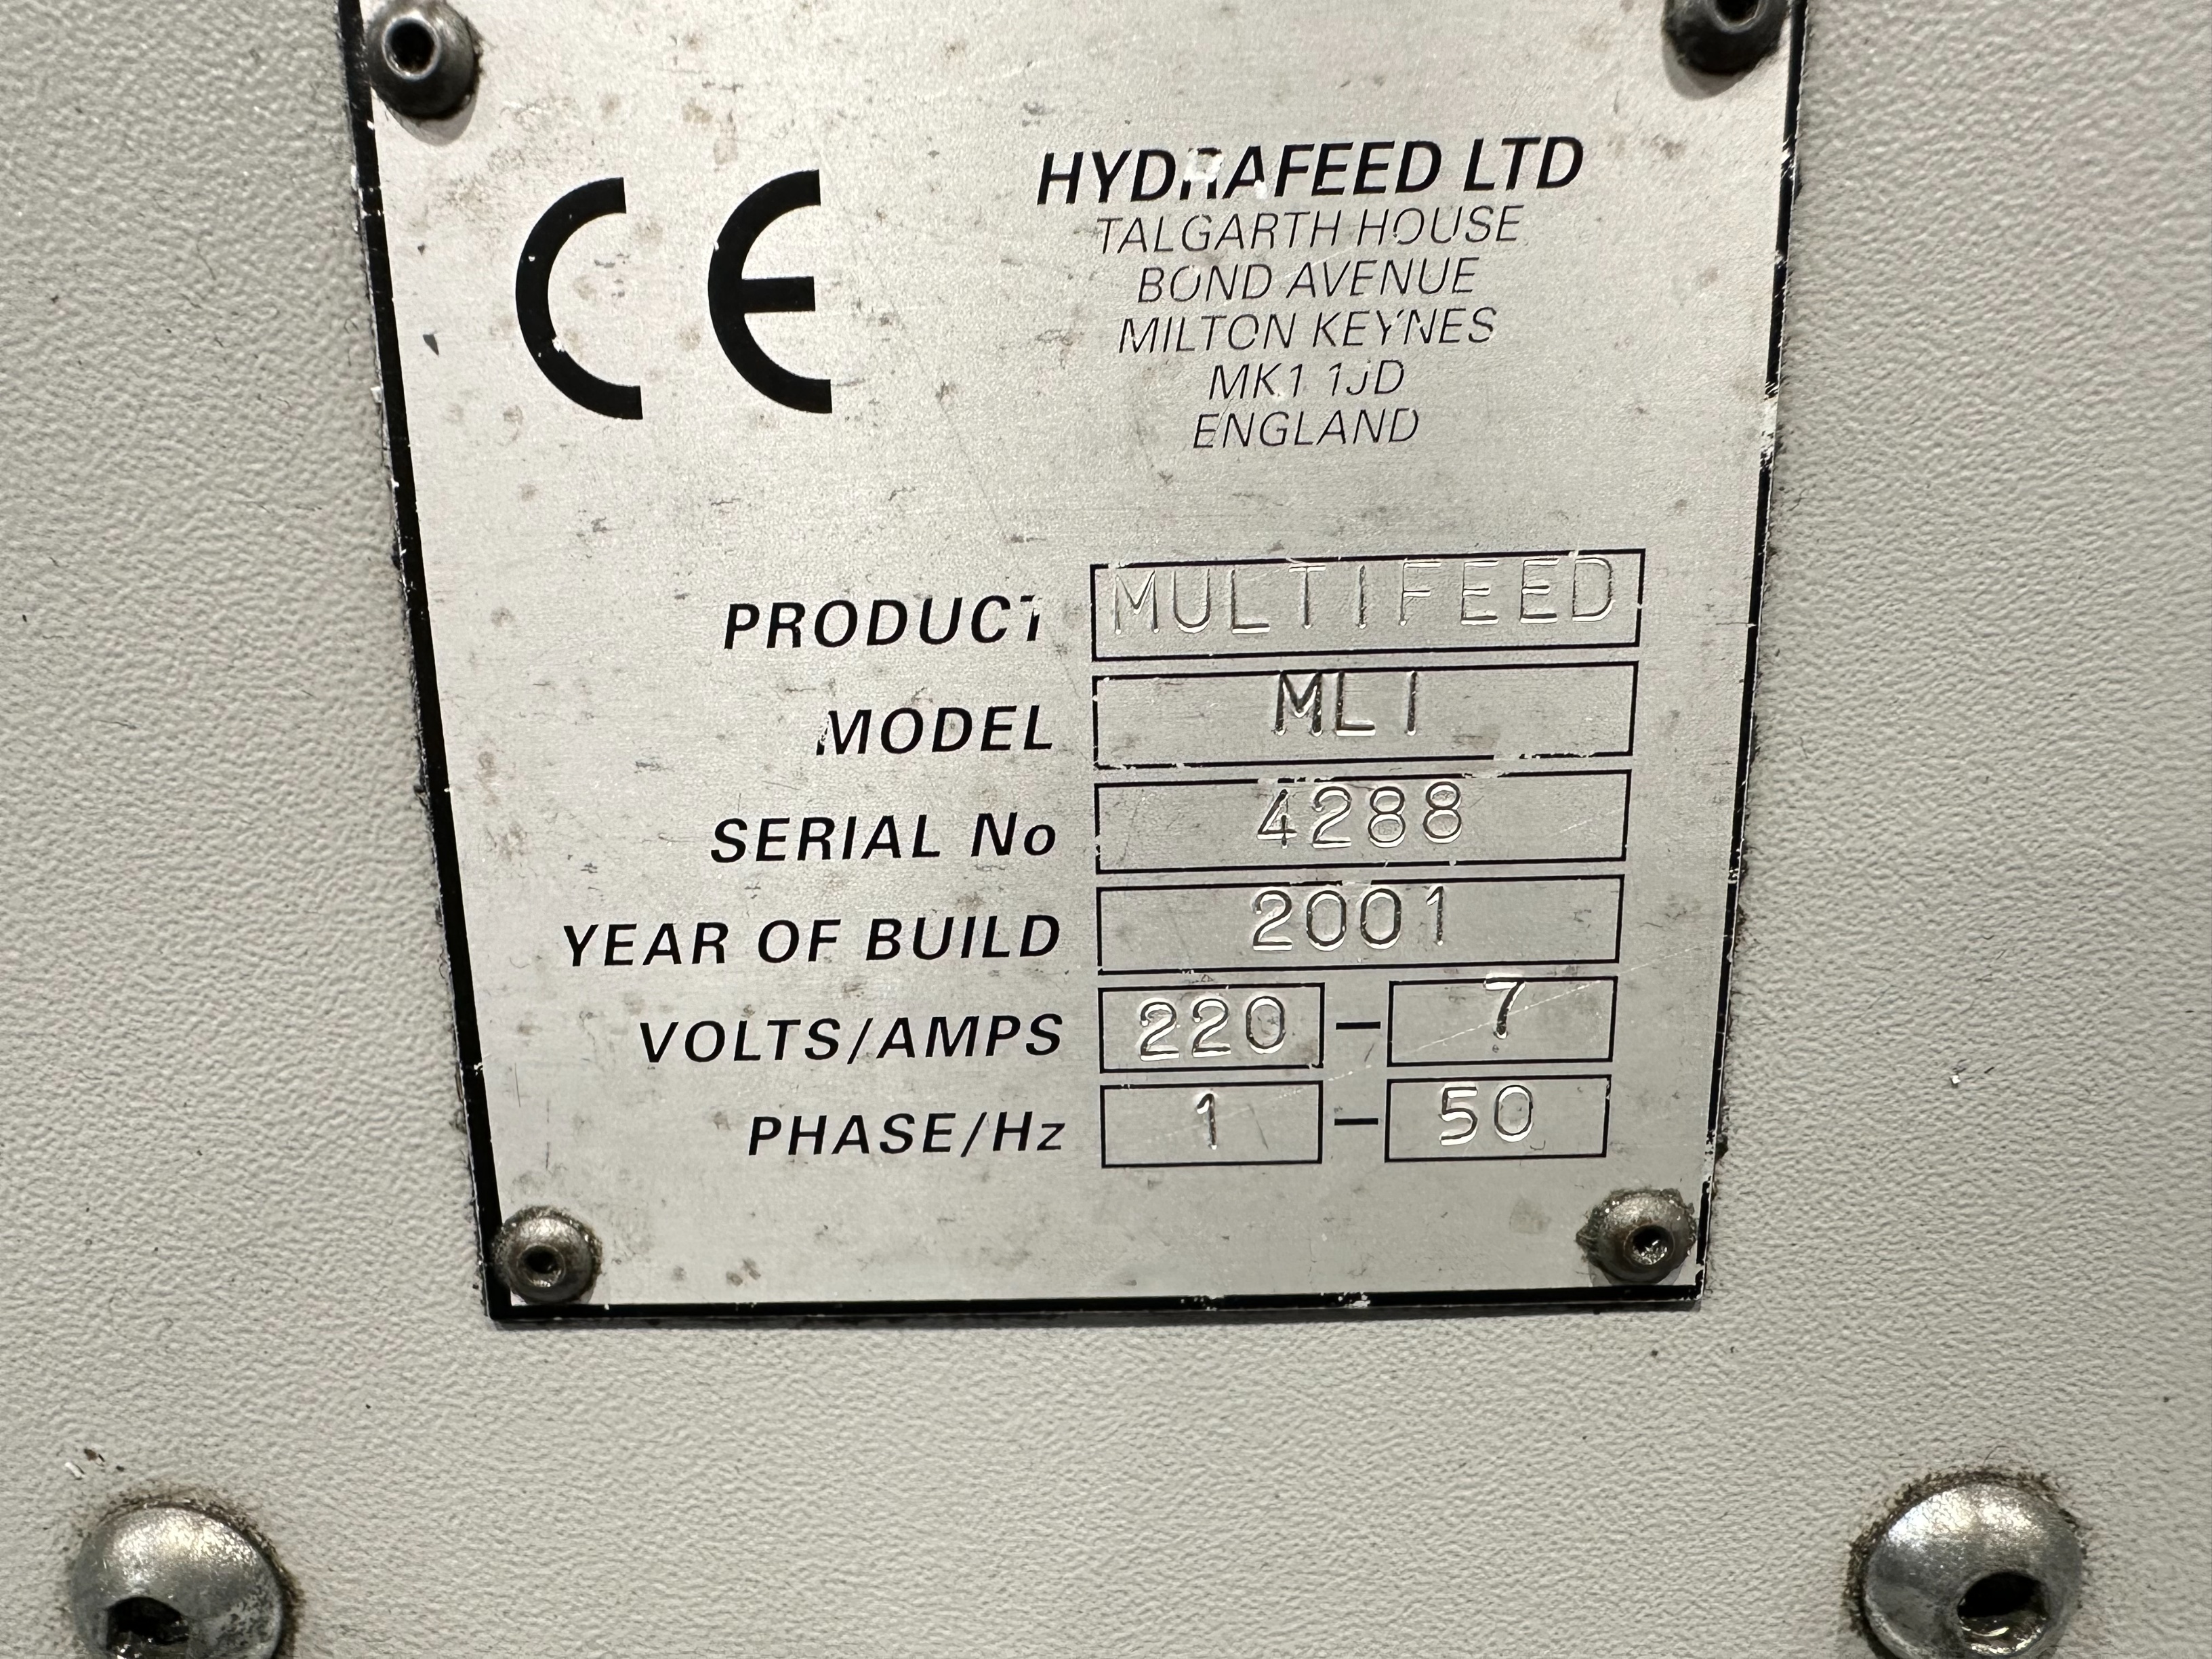 CE
HYDRAFEED LTD
TALGARTH HOUSE
BOND AVENUE
MILTON KEYNES
MK1 1JD
ENGLAND
PRODUCT MULTIFEED
MODEL MLI
SERIAL No 4288
YEAR OF BUILD 2001
VOLTS/AMPS 220 – 7
PHASE/Hz 1 – 50